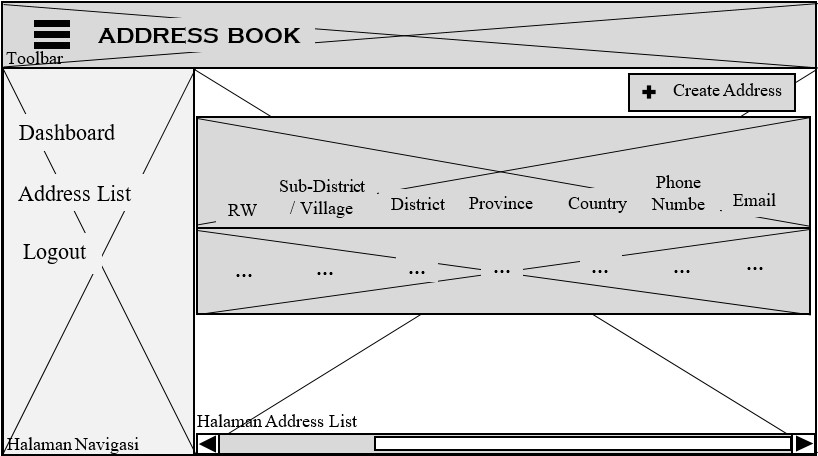 ADDRESS BOOK
Toolbar
Create Address
Dashboard
Address List
Logout
Halaman Navigasi
RW
Sub-District
/ Village
District
Province
Country
Phone
Numbe
Email
... ... ... ... ... ... ...
Halaman Address List